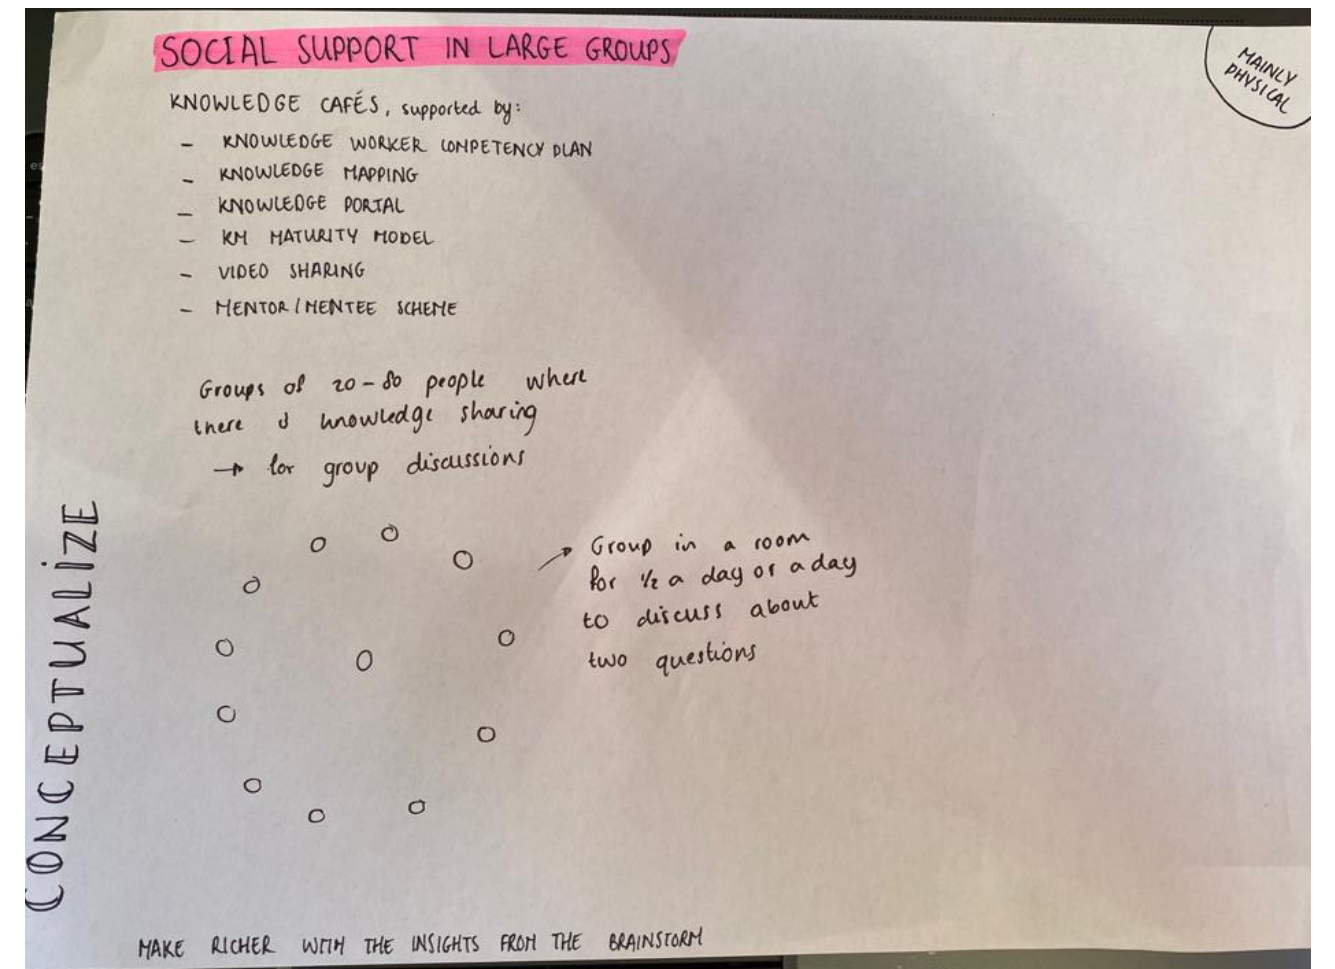 SOCIAL SUPPORT IN LARGE GROUPS
MAINLY
PHYSICAL
KNOWLEDGE CAFÉS, supported by:
- KNOWLEDGE WORKER COMPETENCY PLAN
- KNOWLEDGE MAPPING
- KNOWLEDGE PORTAL
- KM MATURITY MODEL
- VIDEO SHARING
- MENTOR/MENTEE SCHEME
Groups of 20-80 people where
there is knowledge sharing
→ for group discussions
Group in a room
for 1/2 a day or a day
to discuss about
two questions
CONCEPTUALIZE
MAKE RICHER WITH THE INSIGHTS FROM THE BRAINSTORM